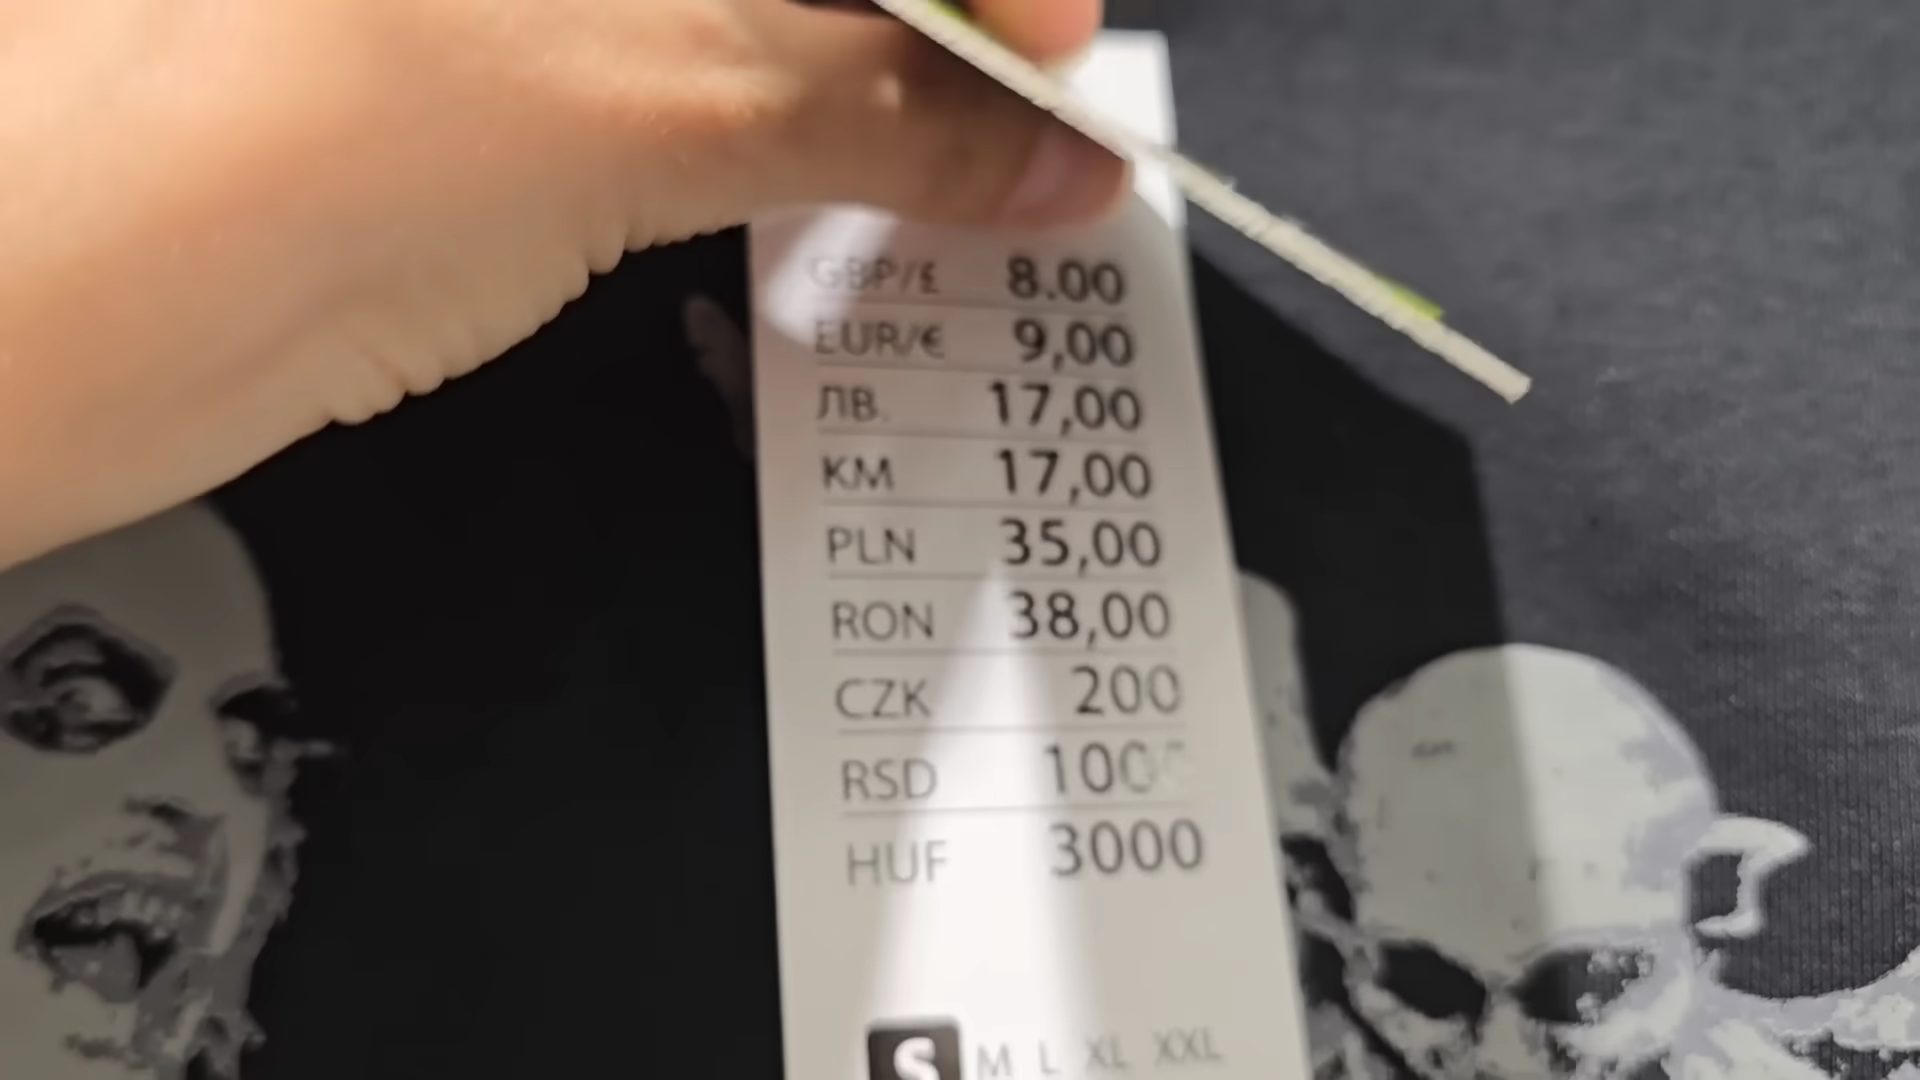 GBP/£ 8.00
EUR/€ 9,00
ЛВ. 17,00
KM 17,00
PLN 35,00
RON 38,00
CZK 200
RSD
HUF 3000
S M L XL XXL